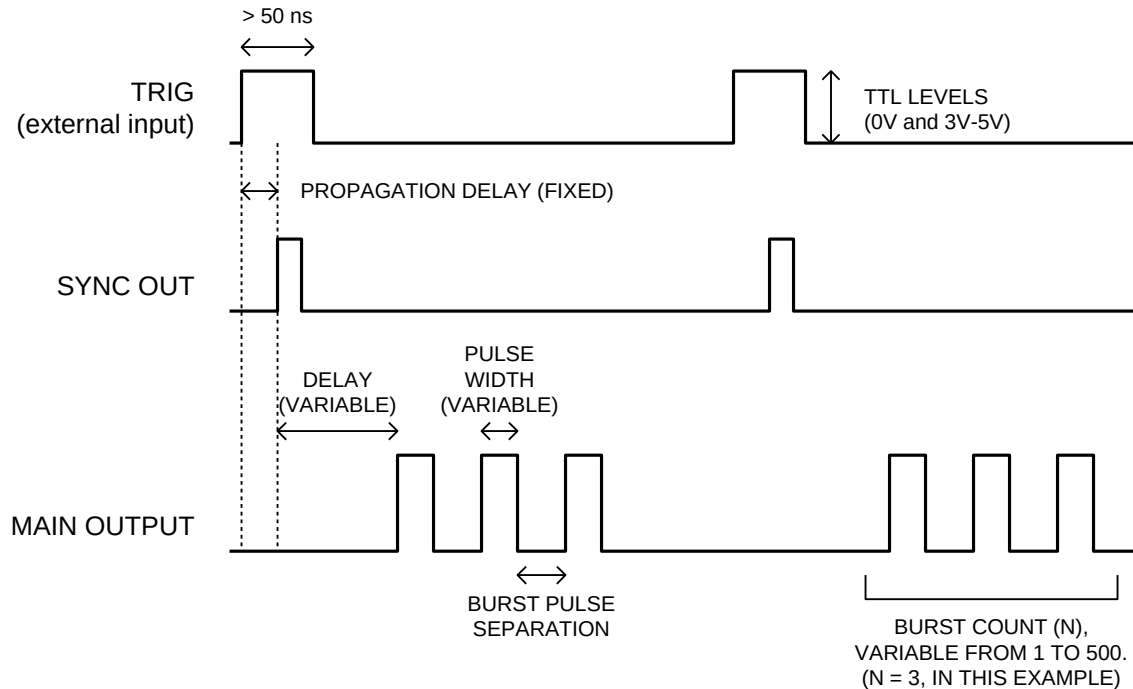 > 50 ns
TRIG
(external input)
TTL LEVELS
(0V and 3V-5V)
PROPAGATION DELAY (FIXED)
SYNC OUT
DELAY
(VARIABLE)
PULSE
WIDTH
(VARIABLE)
MAIN OUTPUT
BURST PULSE
SEPARATION
BURST COUNT (N),
VARIABLE FROM 1 TO 500.
(N = 3, IN THIS EXAMPLE)